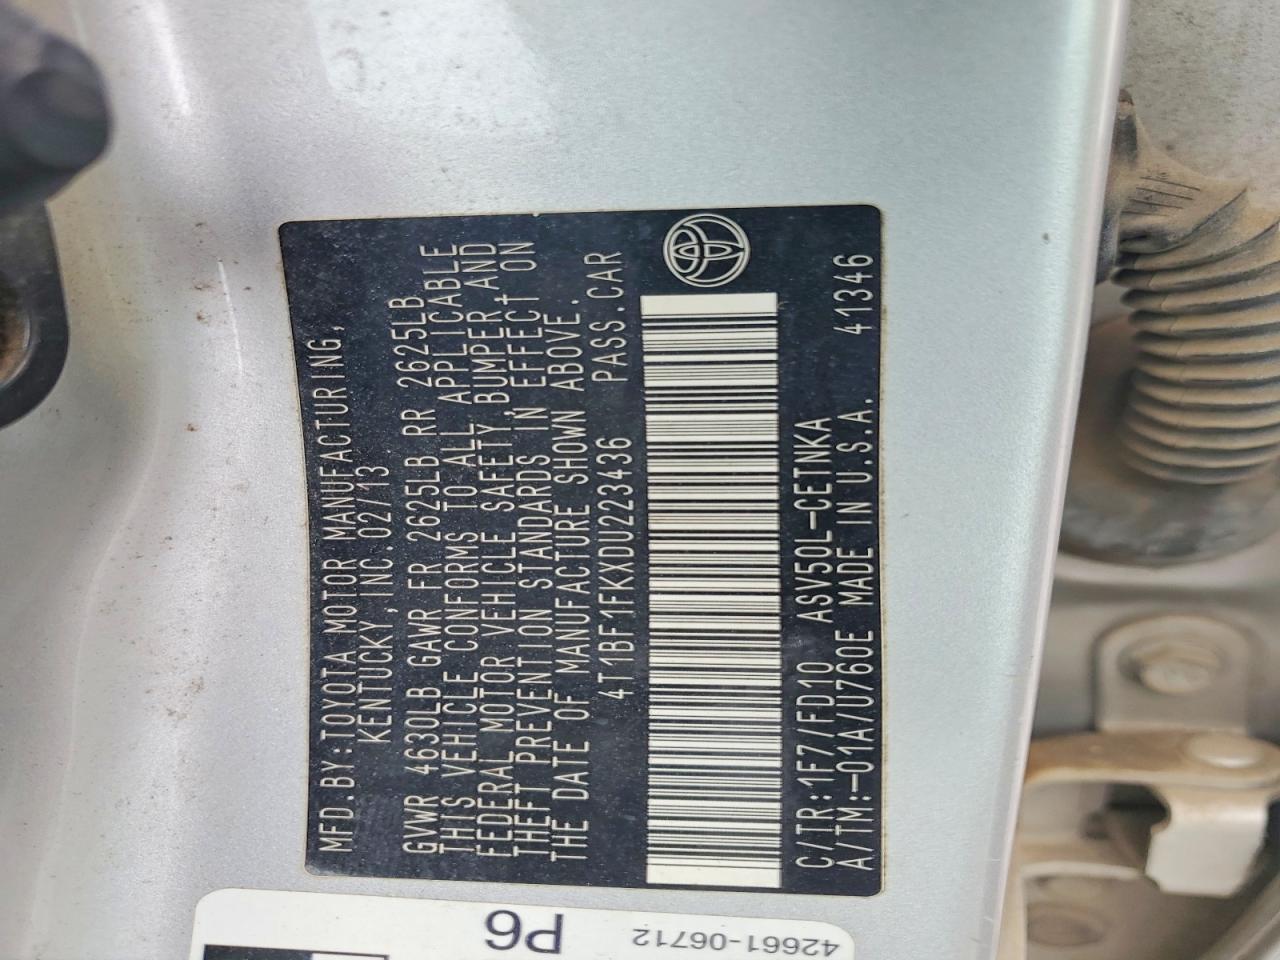 MFD.BY:TOYOTA MOTOR MANUFACTURING,
KENTUCKY,INC.02/13
GVWR 4630LB GAWR FR 2625LB RR 2625LB
THIS VEHICLE CONFORMS TO ALL APPLICABLE
FEDERAL MOTOR VEHICLE SAFETY,BUMPER,AND
THEFT PREVENTION STANDARDS IN EFFECT ON
THE DATE OF MANUFACTURE SHOWN ABOVE.
4T1BF1FKXDU223436 PASS.CAR
C/TR:1F7/FD10 ASV50L-CETNKA
A/TM:-01A/U760E MADE IN U.S.A. 41346
P6
42661-06712